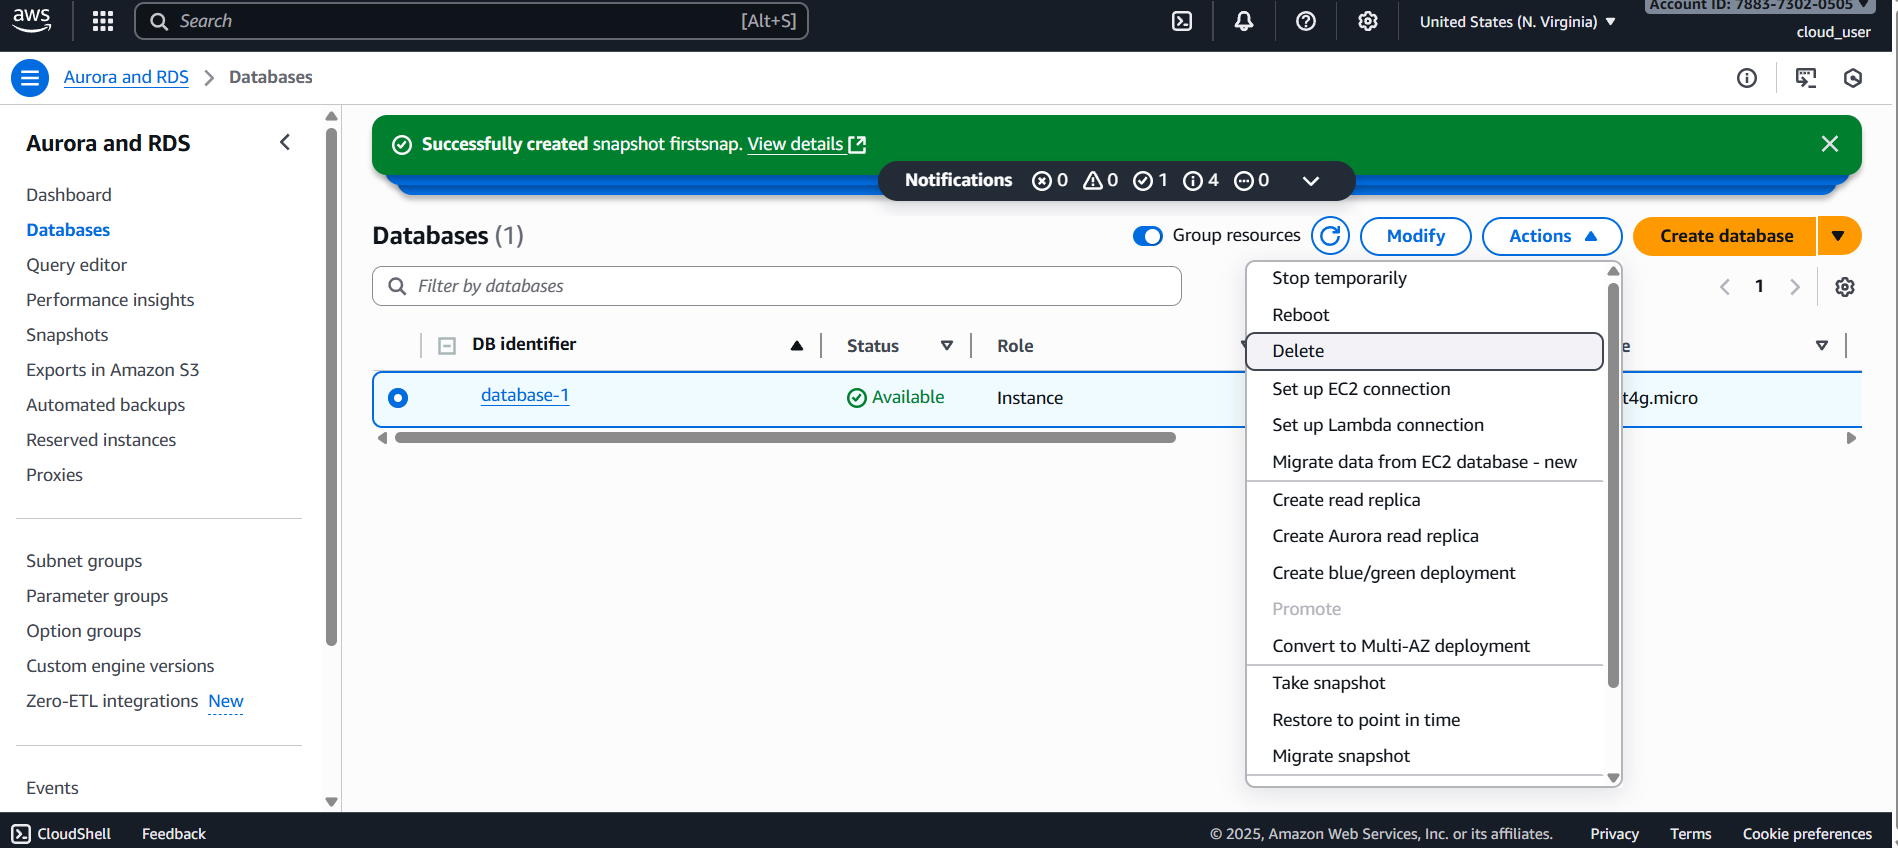 aws
Search
[Alt+S]
United States (N. Virginia)
Account ID: 7883-7302-0505
cloud_user
Aurora and RDS
Databases
Aurora and RDS
Dashboard
Databases
Query editor
Performance insights
Snapshots
Exports in Amazon S3
Automated backups
Reserved instances
Proxies
Subnet groups
Parameter groups
Option groups
Custom engine versions
Zero-ETL integrations New
Events
Successfully created snapshot firstsnap. View details
Notifications 0 0 1 4 0
Databases (1)
Group resources
Modify
Actions
Create database
Filter by databases
1
DB identifier
Status
Role
e
database-1
Available
Instance
t4g.micro
Stop temporarily
Reboot
Delete
Set up EC2 connection
Set up Lambda connection
Migrate data from EC2 database - new
Create read replica
Create Aurora read replica
Create blue/green deployment
Promote
Convert to Multi-AZ deployment
Take snapshot
Restore to point in time
Migrate snapshot
CloudShell
Feedback
© 2025, Amazon Web Services, Inc. or its affiliates.
Privacy
Terms
Cookie preferences